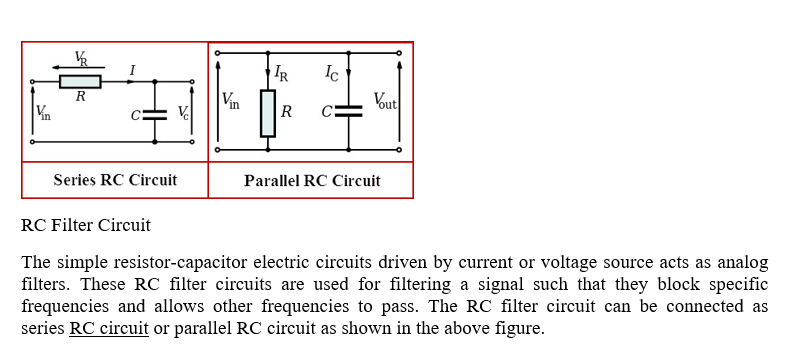 VR
I
R
Vin
C
Vc
Series RC Circuit
IR
IC
Vin
R
C
Vout
Parallel RC Circuit
RC Filter Circuit
The simple resistor-capacitor electric circuits driven by current or voltage source acts as analog
filters. These RC filter circuits are used for filtering a signal such that they block specific
frequencies and allows other frequencies to pass. The RC filter circuit can be connected as
series RC circuit or parallel RC circuit as shown in the above figure.